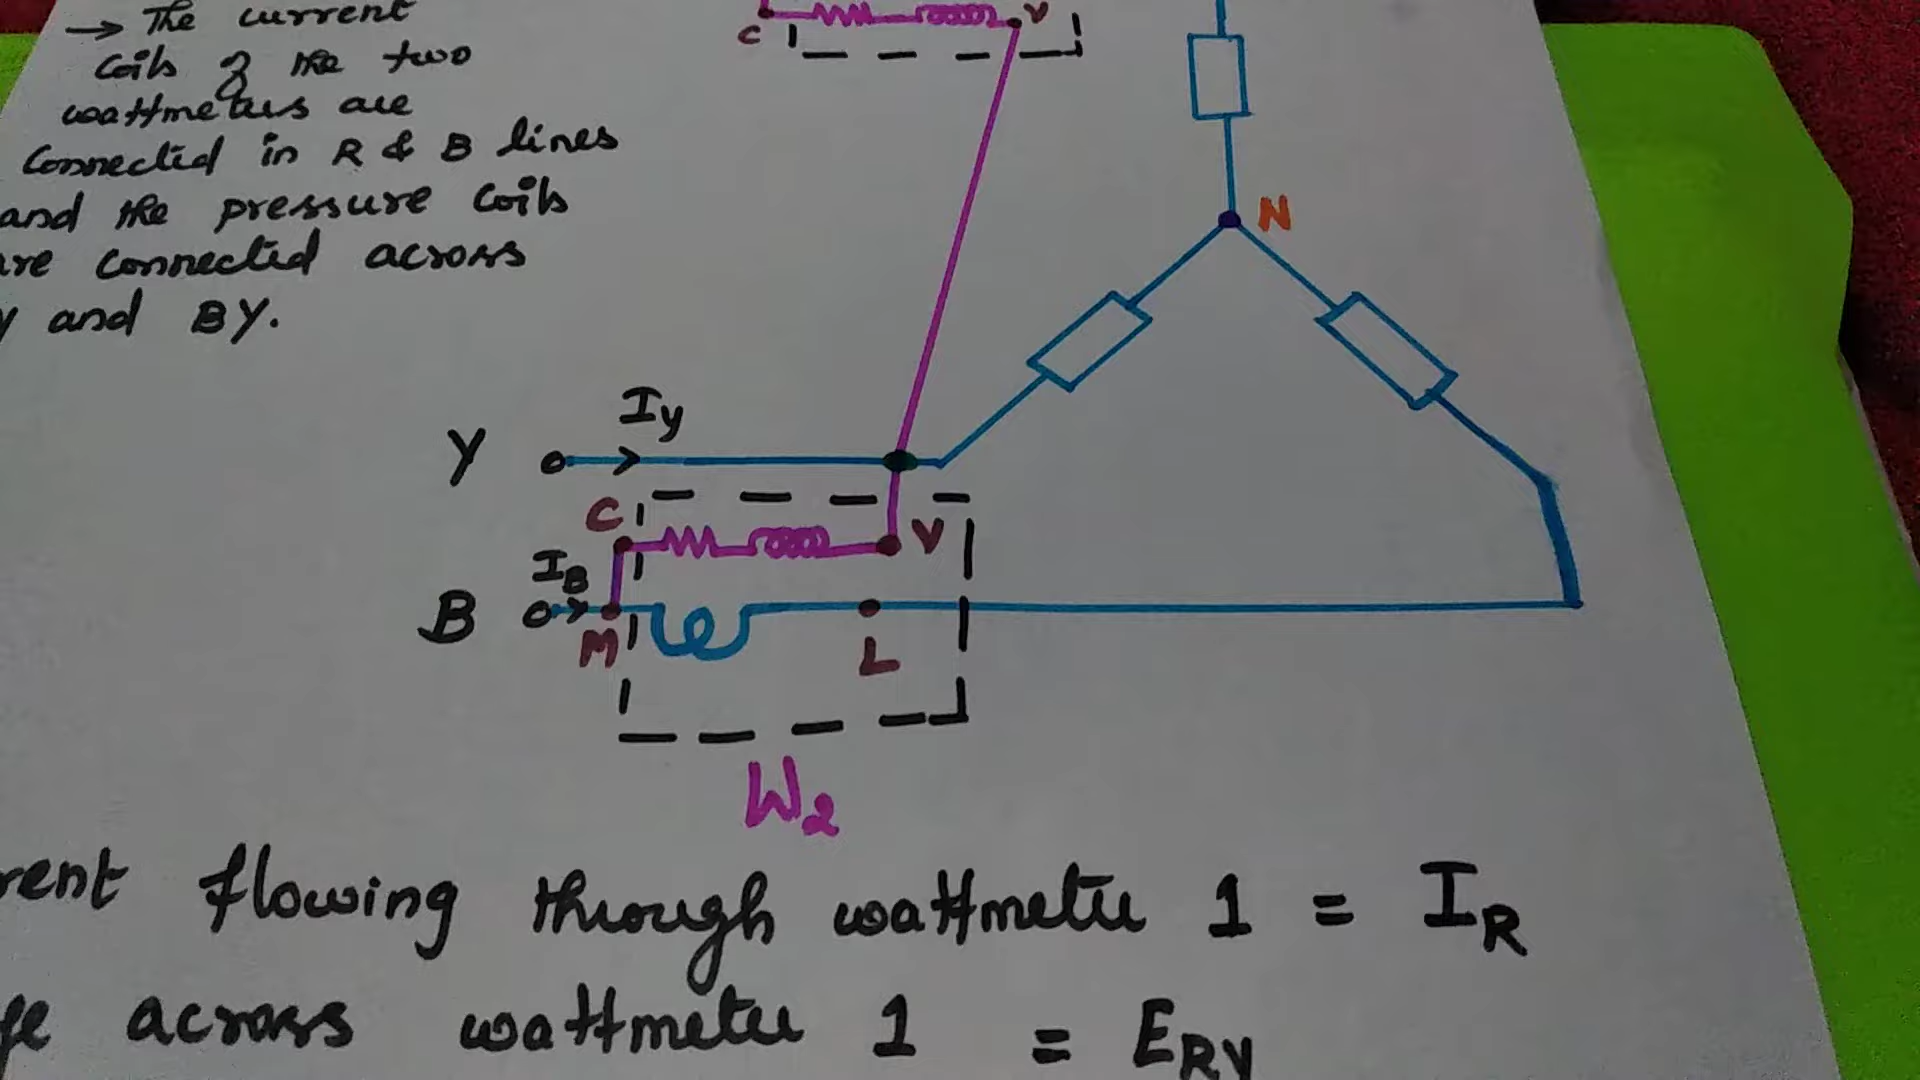 → The current
coils of the two
wattmeters are
connected in R & B lines
and the pressure coils
are connected across
Y and BY.
C
V
N
Iy
Y
C
V
IB
B
M
L
W2
rent flowing through wattmeter 1 = IR
ge across wattmeter 1 = ERY